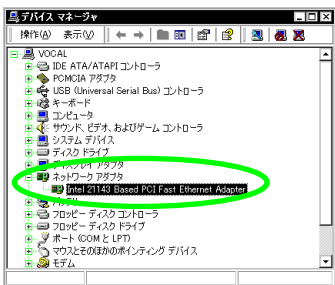 デバイス マネージャ
操作(A) 表示(V)
VOCAL
IDE ATA/ATAPI コントローラ
PCMCIA アダプタ
USB (Universal Serial Bus) コントローラ
キーボード
コンピュータ
サウンド、ビデオ、およびゲーム コントローラ
システム デバイス
ディスク ドライブ
ディスプレイ アダプタ
ネットワーク アダプタ
Intel 21143 Based PCI Fast Ethernet Adapter
バッテリ
フロッピー ディスク コントローラ
フロッピー ディスク ドライブ
ポート (COM と LPT)
マウスとそのほかのポインティング デバイス
モデム